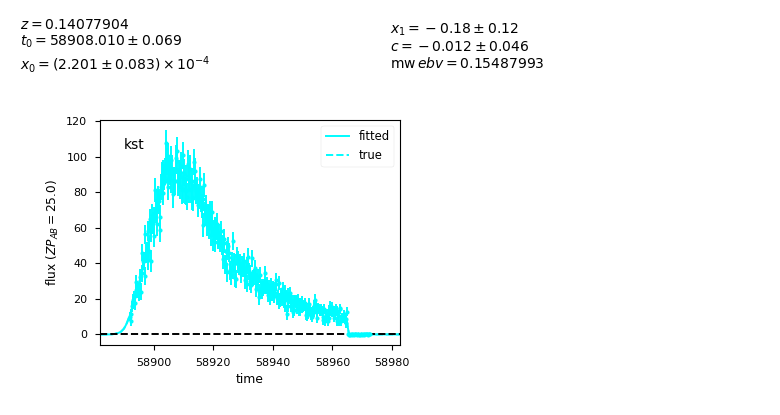 z = 0.14077904
t₀ = 58908.010 ± 0.069
x₀ = (2.201 ± 0.083) × 10⁻⁴
x₁ = −0.18 ± 0.12
c = −0.012 ± 0.046
mw ebv = 0.15487993
kst
fitted
true
120
100
80
60
40
20
0
flux (ZP_AB = 25.0)
58900 58920 58940 58960 58980
time